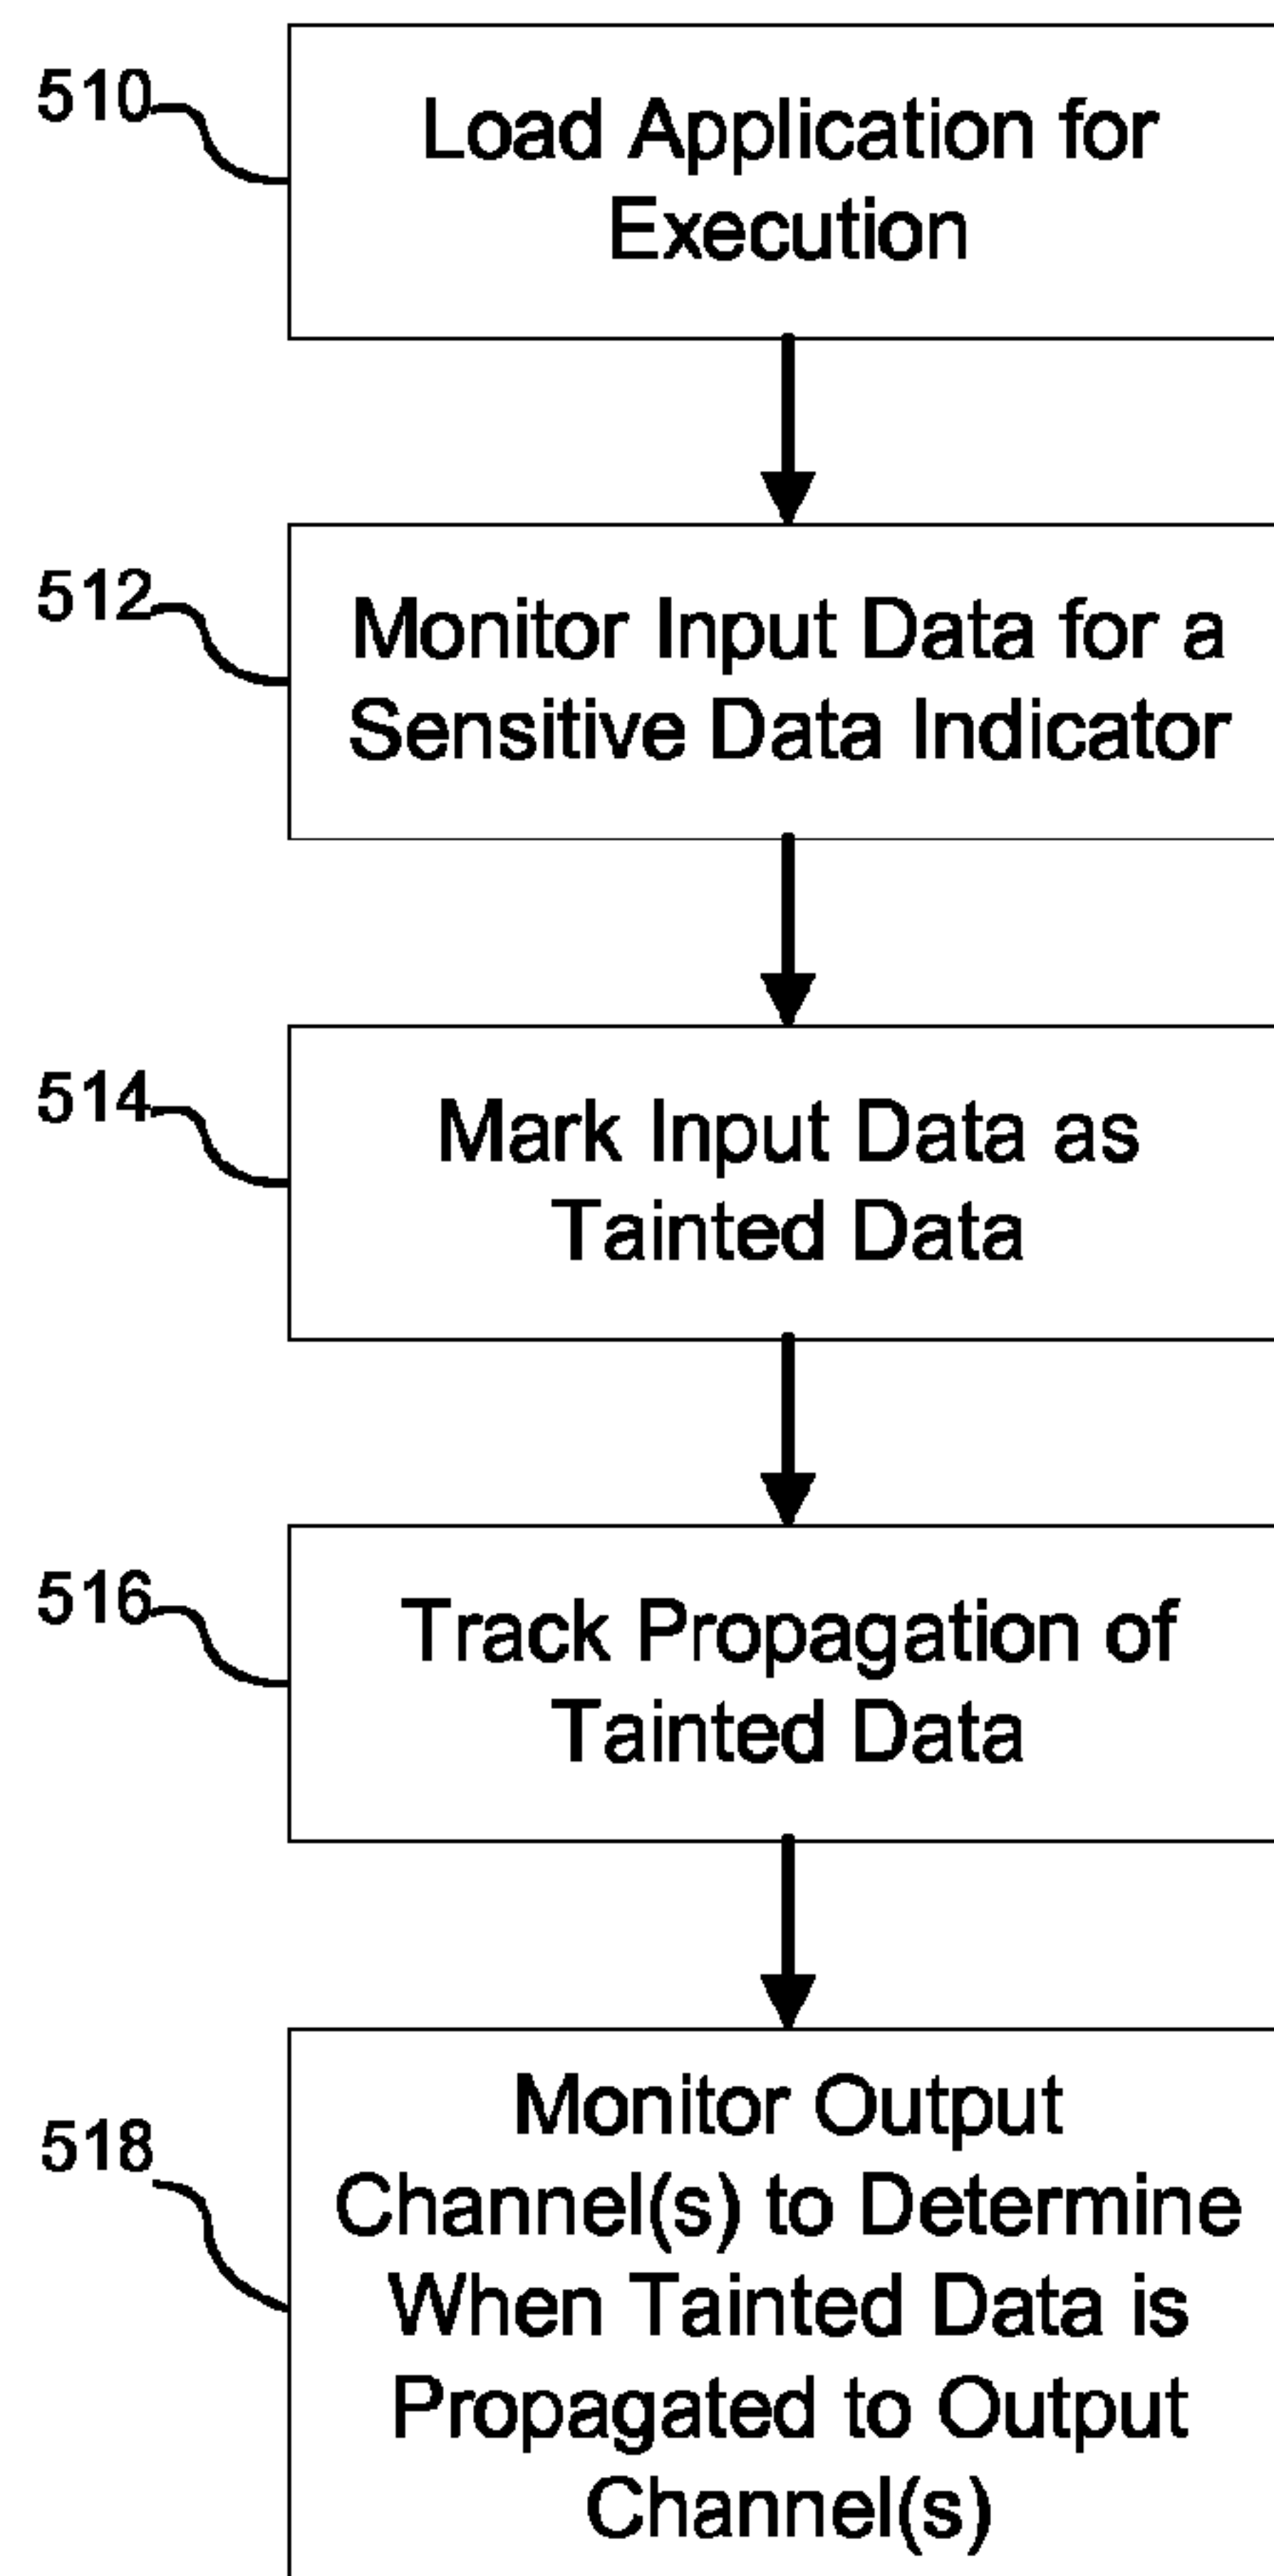 510
Load Application for
Execution
512
Monitor Input Data for a
Sensitive Data Indicator
514
Mark Input Data as
Tainted Data
516
Track Propagation of
Tainted Data
518
Monitor Output
Channel(s) to Determine
When Tainted Data is
Propagated to Output
Channel(s)